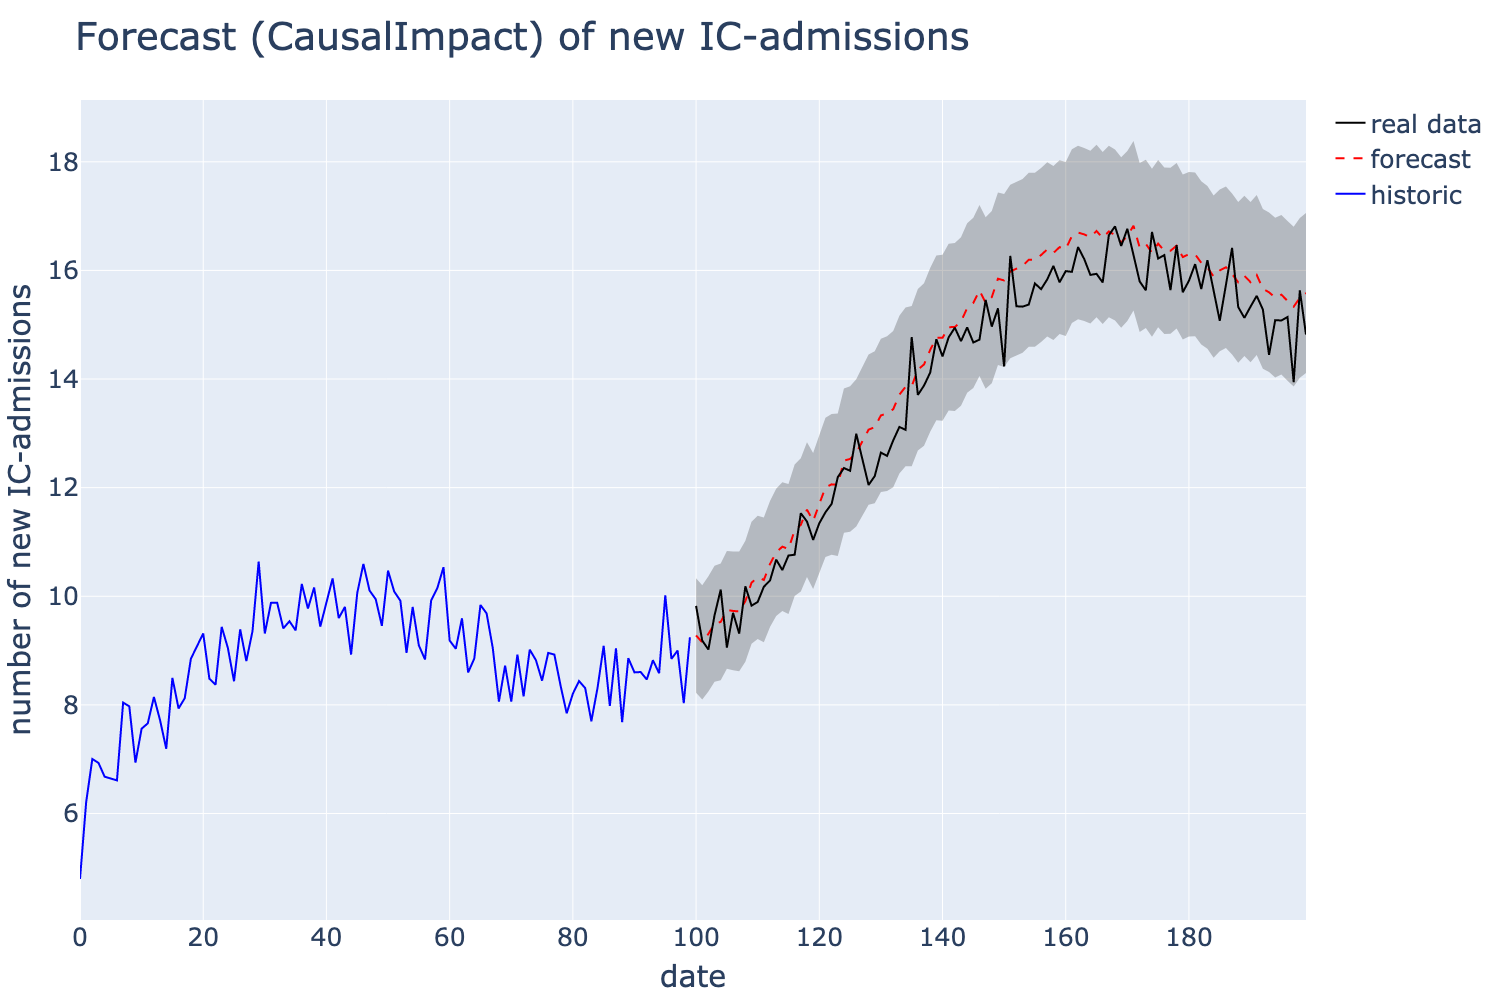 Forecast (CausalImpact) of new IC-admissions
real data
forecast
historic
number of new IC-admissions
18
16
14
12
10
8
6
0 20 40 60 80 100 120 140 160 180
date